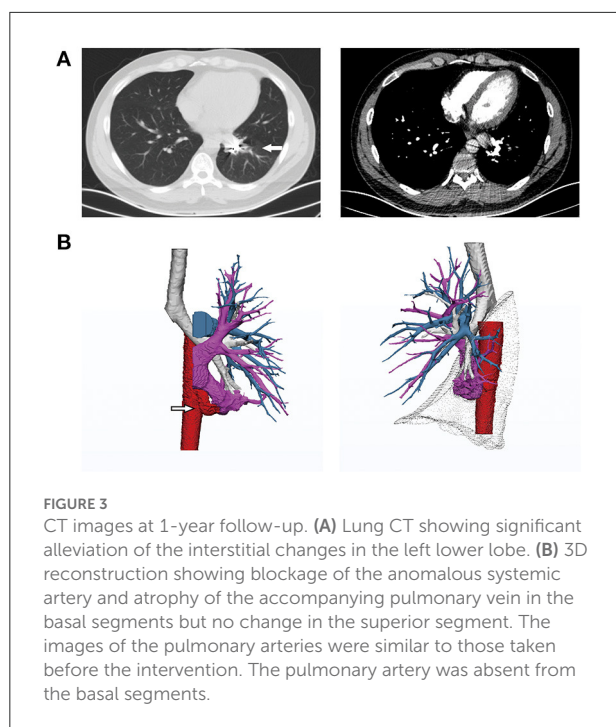 A
B
FIGURE 3
CT images at 1-year follow-up. (A) Lung CT showing significant
alleviation of the interstitial changes in the left lower lobe. (B) 3D
reconstruction showing blockage of the anomalous systemic
artery and atrophy of the accompanying pulmonary vein in the
basal segments but no change in the superior segment. The
images of the pulmonary arteries were similar to those taken
before the intervention. The pulmonary artery was absent from
the basal segments.